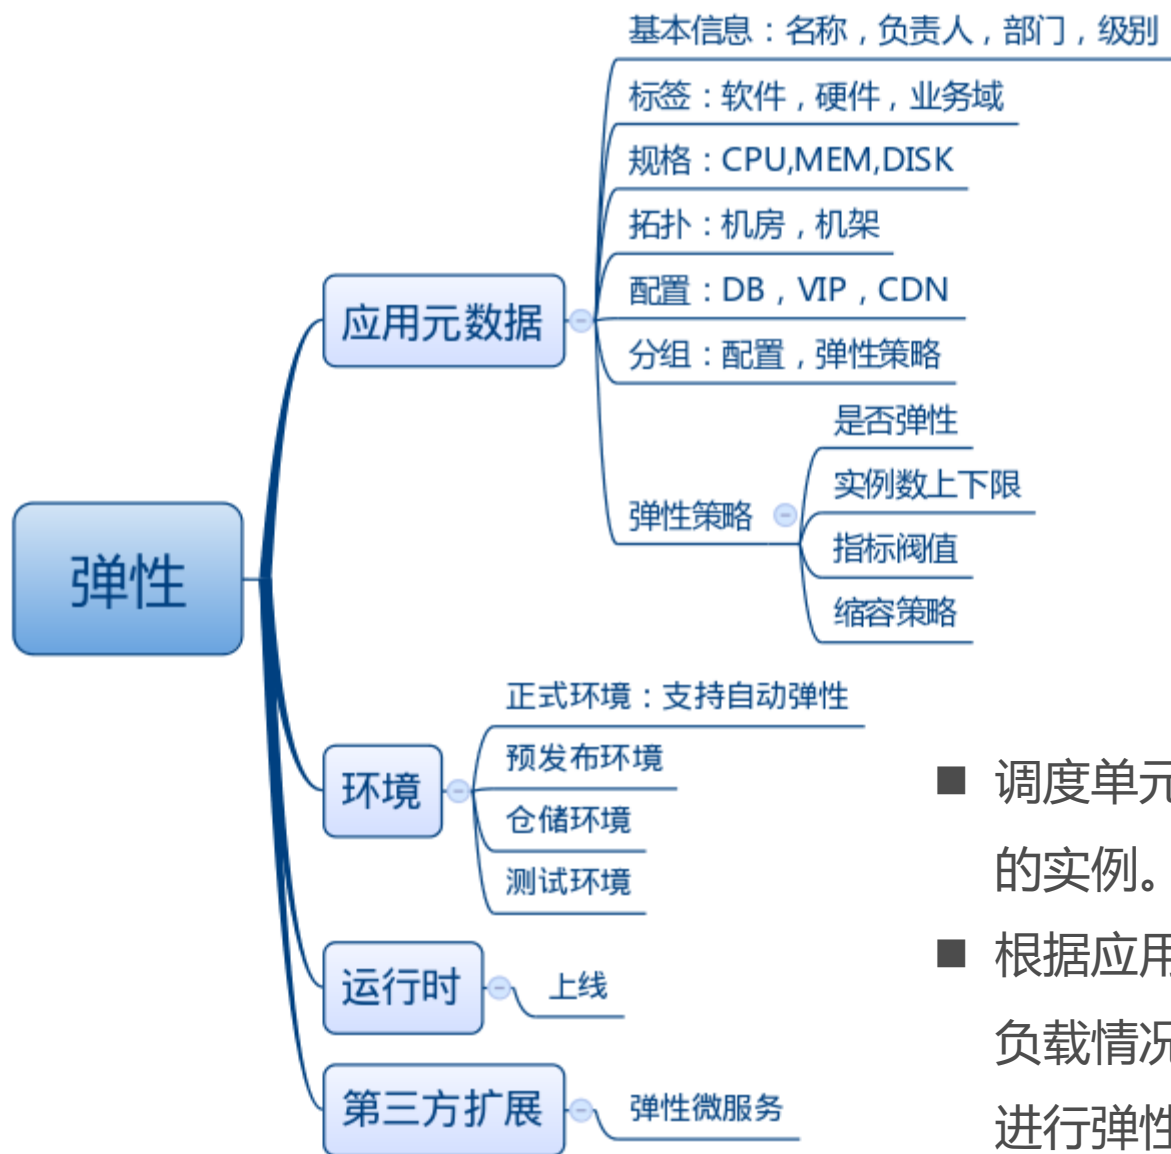 基本信息：名称，负责人，部门，级别
标签：软件，硬件，业务域
规格：CPU,MEM,DISK
拓扑：机房，机架
应用元数据
配置：DB，VIP，CDN
分组：配置，弹性策略
是否弹性
实例数上下限
弹性策略
指标阀值
缩容策略
弹性
正式环境：支持自动弹性
预发布环境
环境
仓储环境
测试环境
运行时
上线
第三方扩展
弹性微服务
■ 调度单元
的实例。
■ 根据应用
负载情况
进行弹性